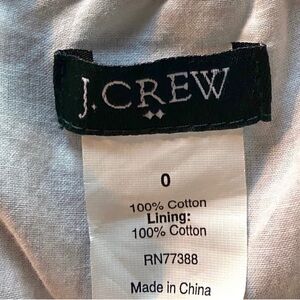 J.CREW
0
100% Cotton
Lining:
100% Cotton
RN77388
Made in China